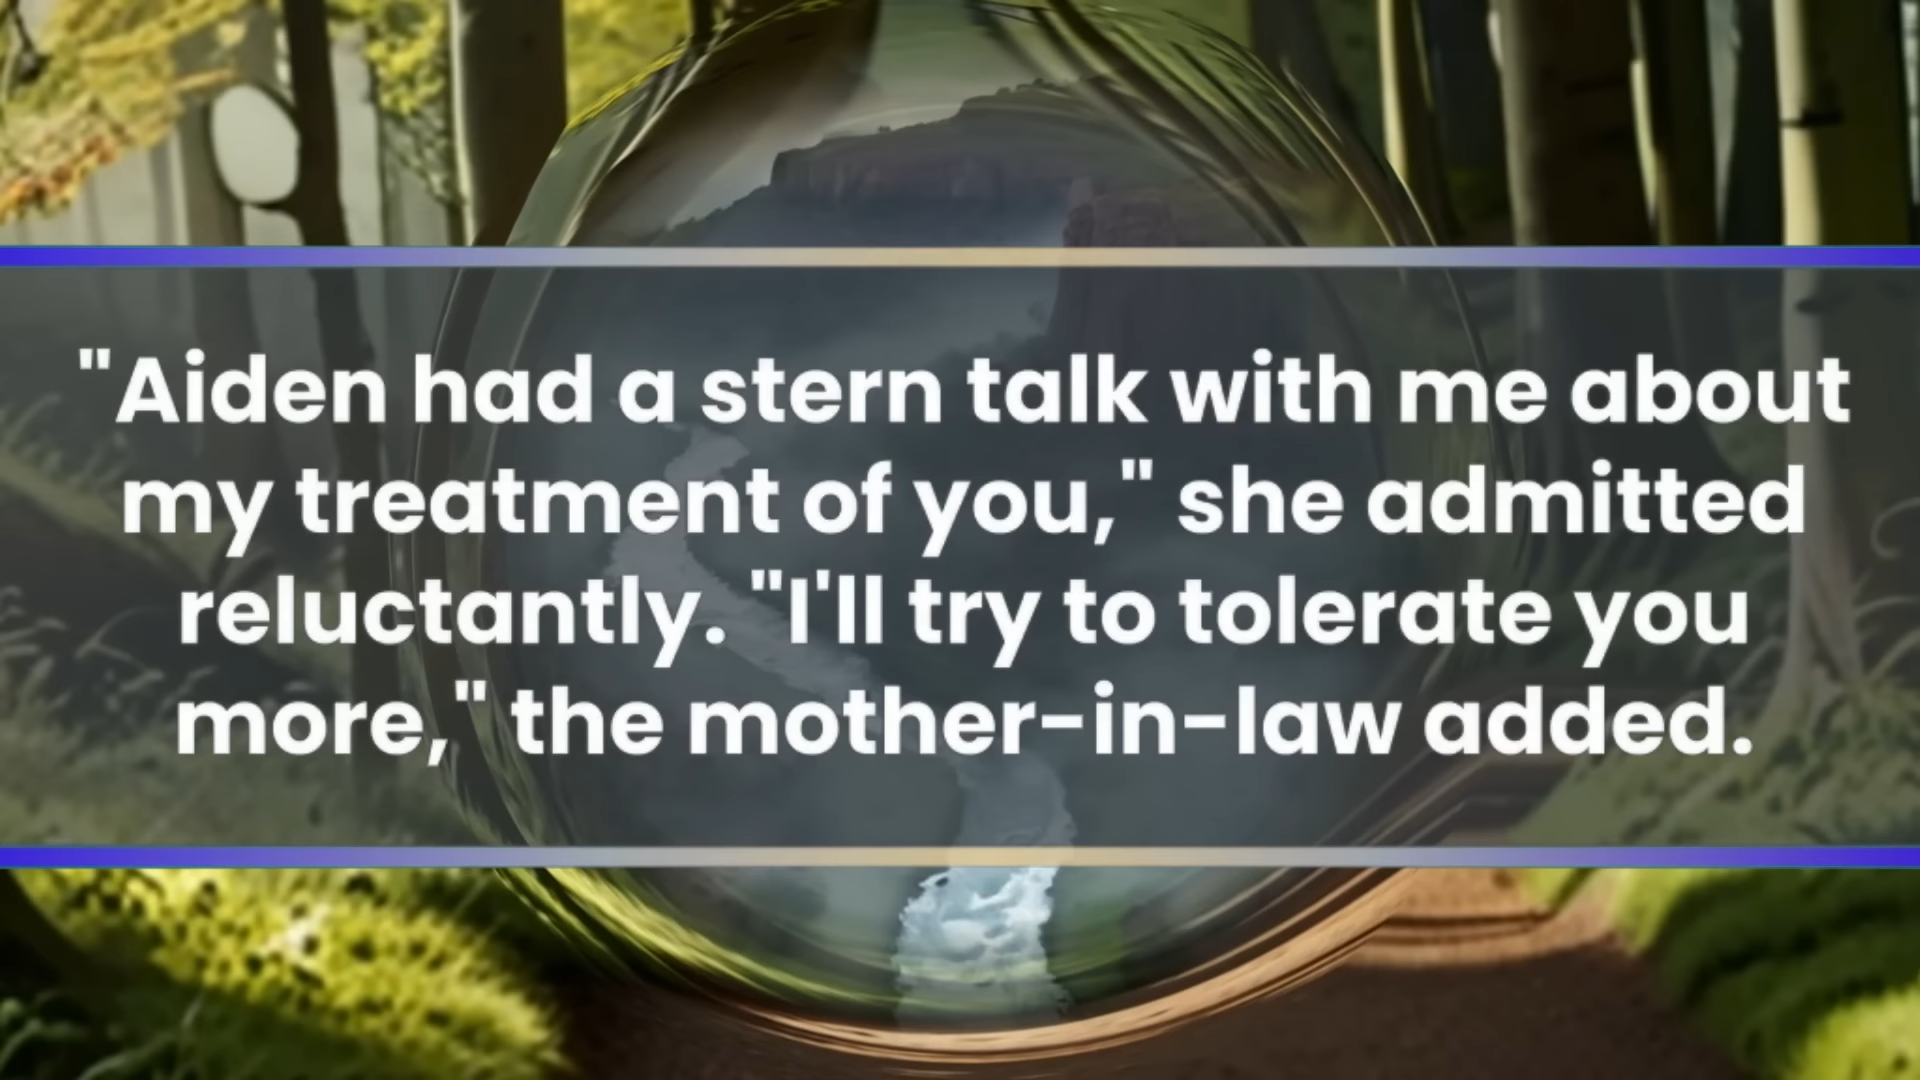 "Aiden had a stern talk with me about
my treatment of you," she admitted
reluctantly. "I'll try to tolerate you
more," the mother-in-law added.